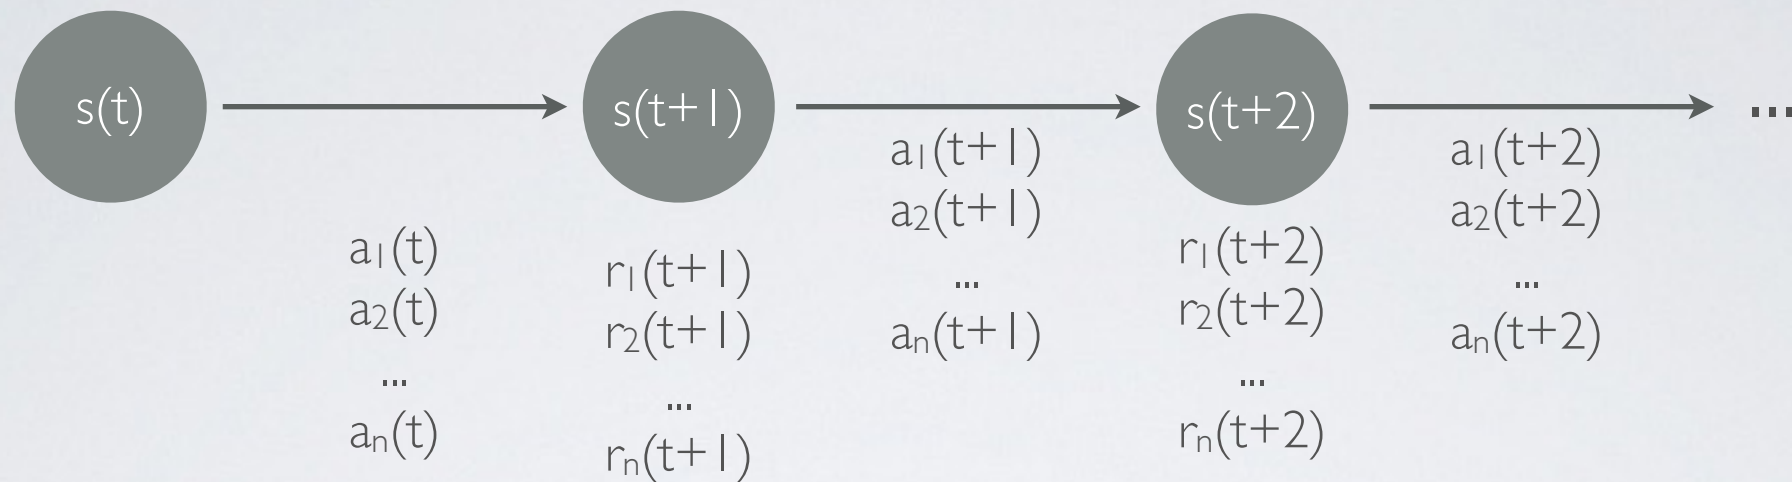 s(t)
s(t+1)
s(t+2)
...
a₁(t)
a₂(t)
...
aₙ(t)
r₁(t+1)
r₂(t+1)
...
rₙ(t+1)
a₁(t+1)
a₂(t+1)
...
aₙ(t+1)
r₁(t+2)
r₂(t+2)
...
rₙ(t+2)
a₁(t+2)
a₂(t+2)
...
aₙ(t+2)